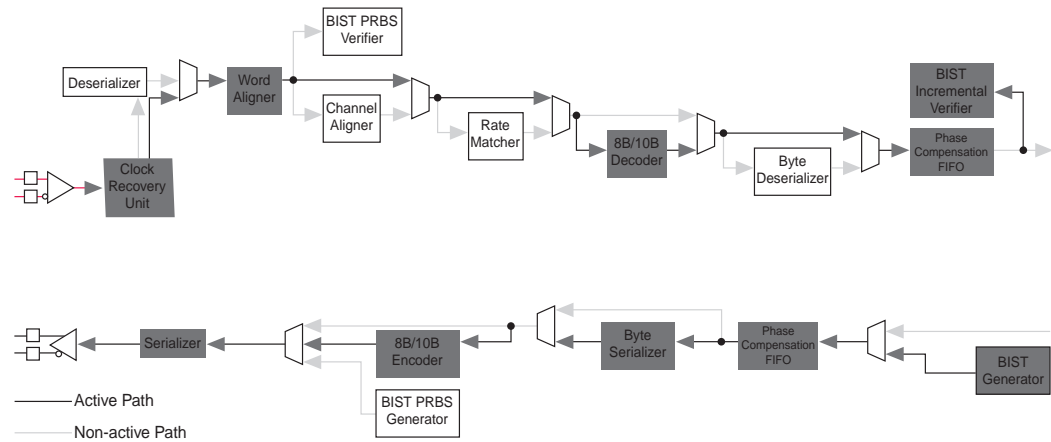 BIST PRBS
Verifier
Deserializer
Word
Aligner
Channel
Aligner
Rate
Matcher
8B/10B
Decoder
Byte
Deserializer
BIST
Incremental
Verifier
Phase
Compensation
FIFO
Clock
Recovery
Unit
Serializer
8B/10B
Encoder
BIST PRBS
Generator
Byte
Serializer
Phase
Compensation
FIFO
BIST
Generator
Active Path
Non-active Path